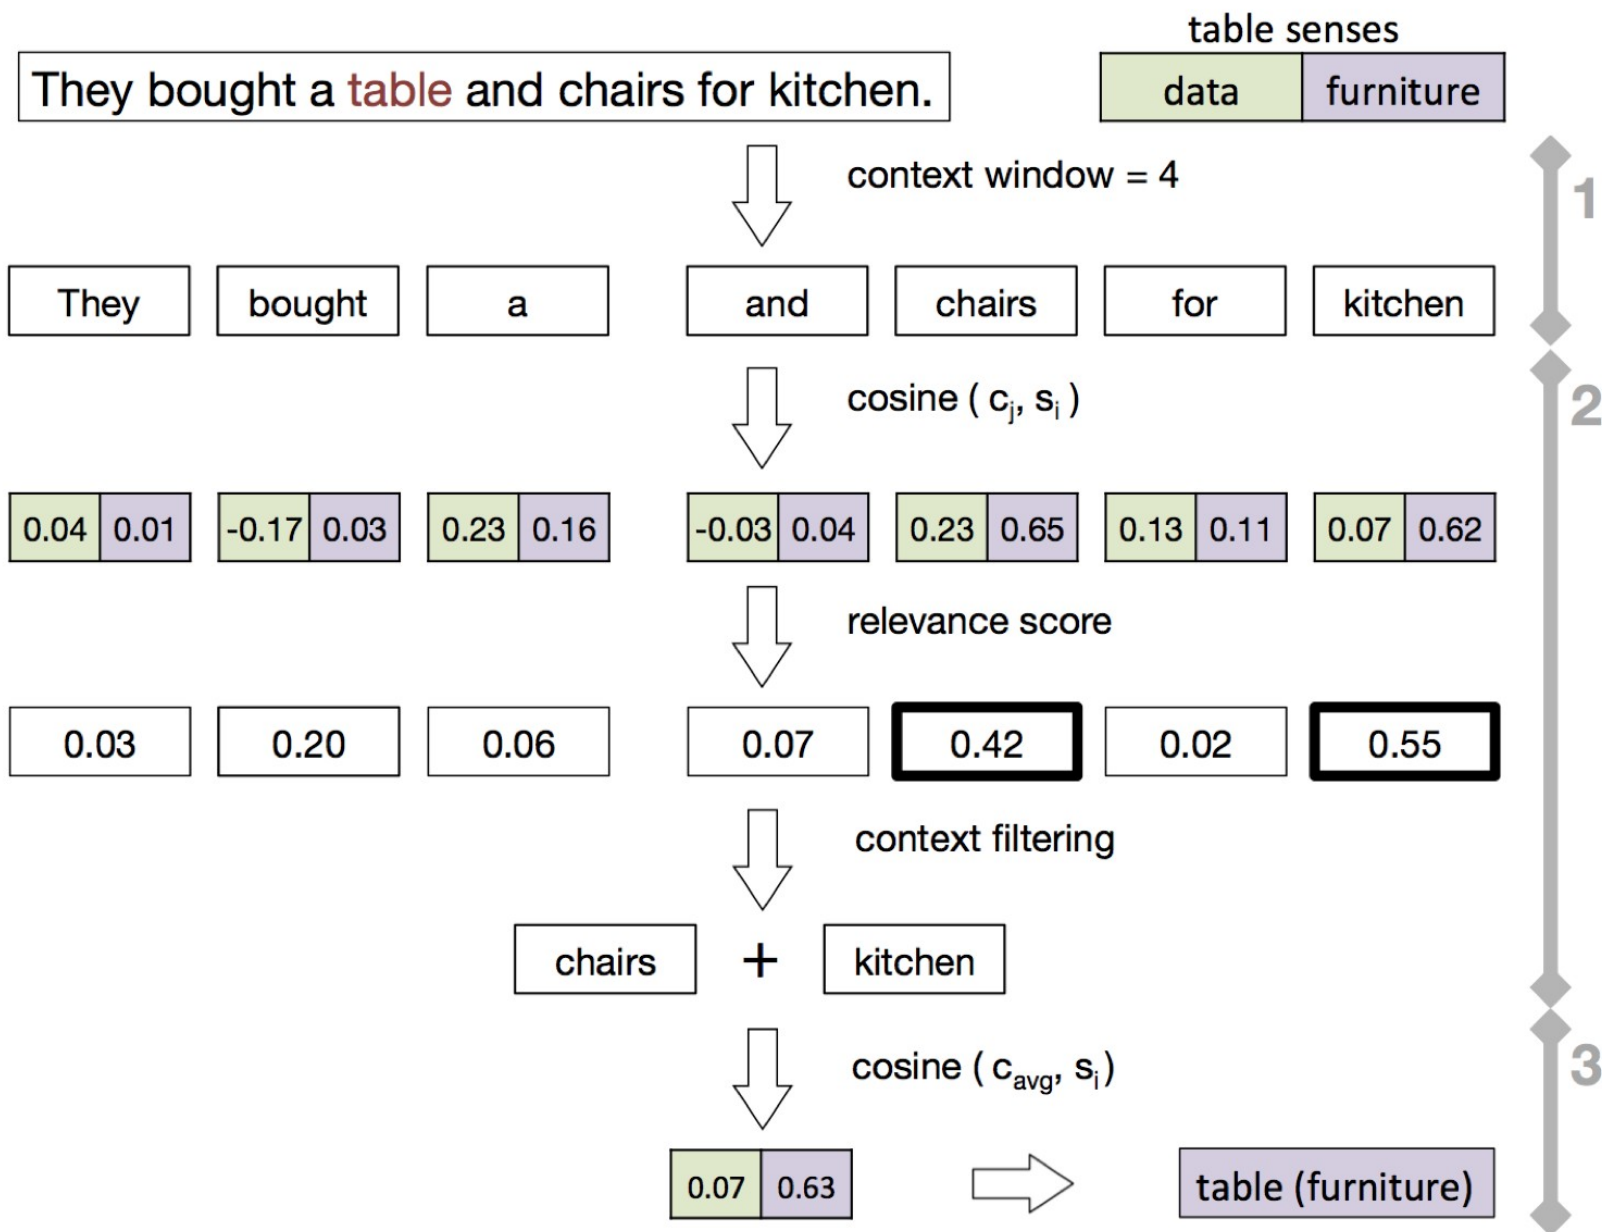 table senses
They bought a table and chairs for kitchen.
data furniture
context window = 4
1
They bought a and chairs for kitchen
cosine ( cj, si )
2
0.04 0.01 -0.17 0.03 0.23 0.16 -0.03 0.04 0.23 0.65 0.13 0.11 0.07 0.62
relevance score
0.03 0.20 0.06 0.07 0.42 0.02 0.55
context filtering
chairs + kitchen
cosine ( cavg, si )
3
0.07 0.63 table (furniture)